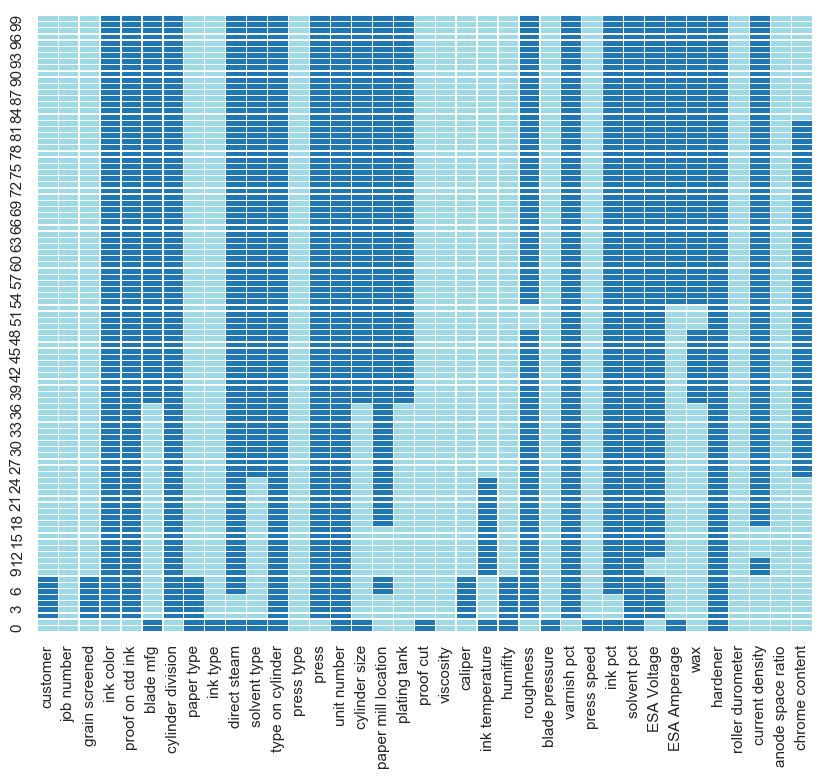 99
96
93
90
87
84
81
78
75
72
69
66
63
60
57
54
51
48
45
42
39
36
33
30
27
24
21
18
15
12
9
6
3
0
customer
job number
grain screened
ink color
proof on ctd ink
blade mfg
cylinder division
paper type
ink type
direct steam
solvent type
type on cylinder
press type
press
unit number
cylinder size
paper mill location
plating tank
proof cut
viscosity
caliper
ink temperature
humifity
roughness
blade pressure
varnish pct
press speed
ink pct
solvent pct
ESA Voltage
ESA Amperage
wax
hardener
roller durometer
current density
anode space ratio
chrome content